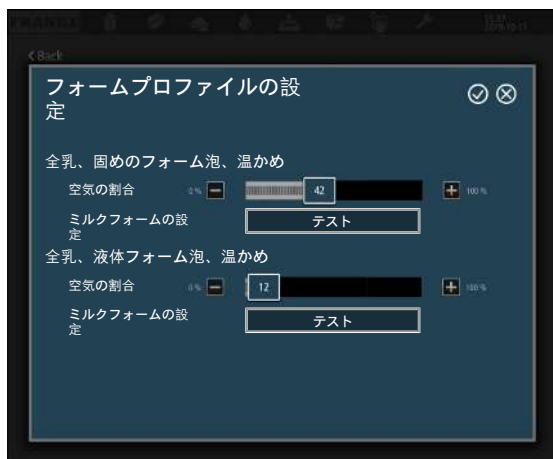 FRANKE
< Back
フォームプロファイルの設
定
全乳、固めのフォーム泡、温かめ
空気の割合 0 % 42 100 %
ミルクフォームの設
定
テスト
全乳、液体フォーム泡、温かめ
空気の割合 0 % 12 100 %
ミルクフォームの設
定
テスト